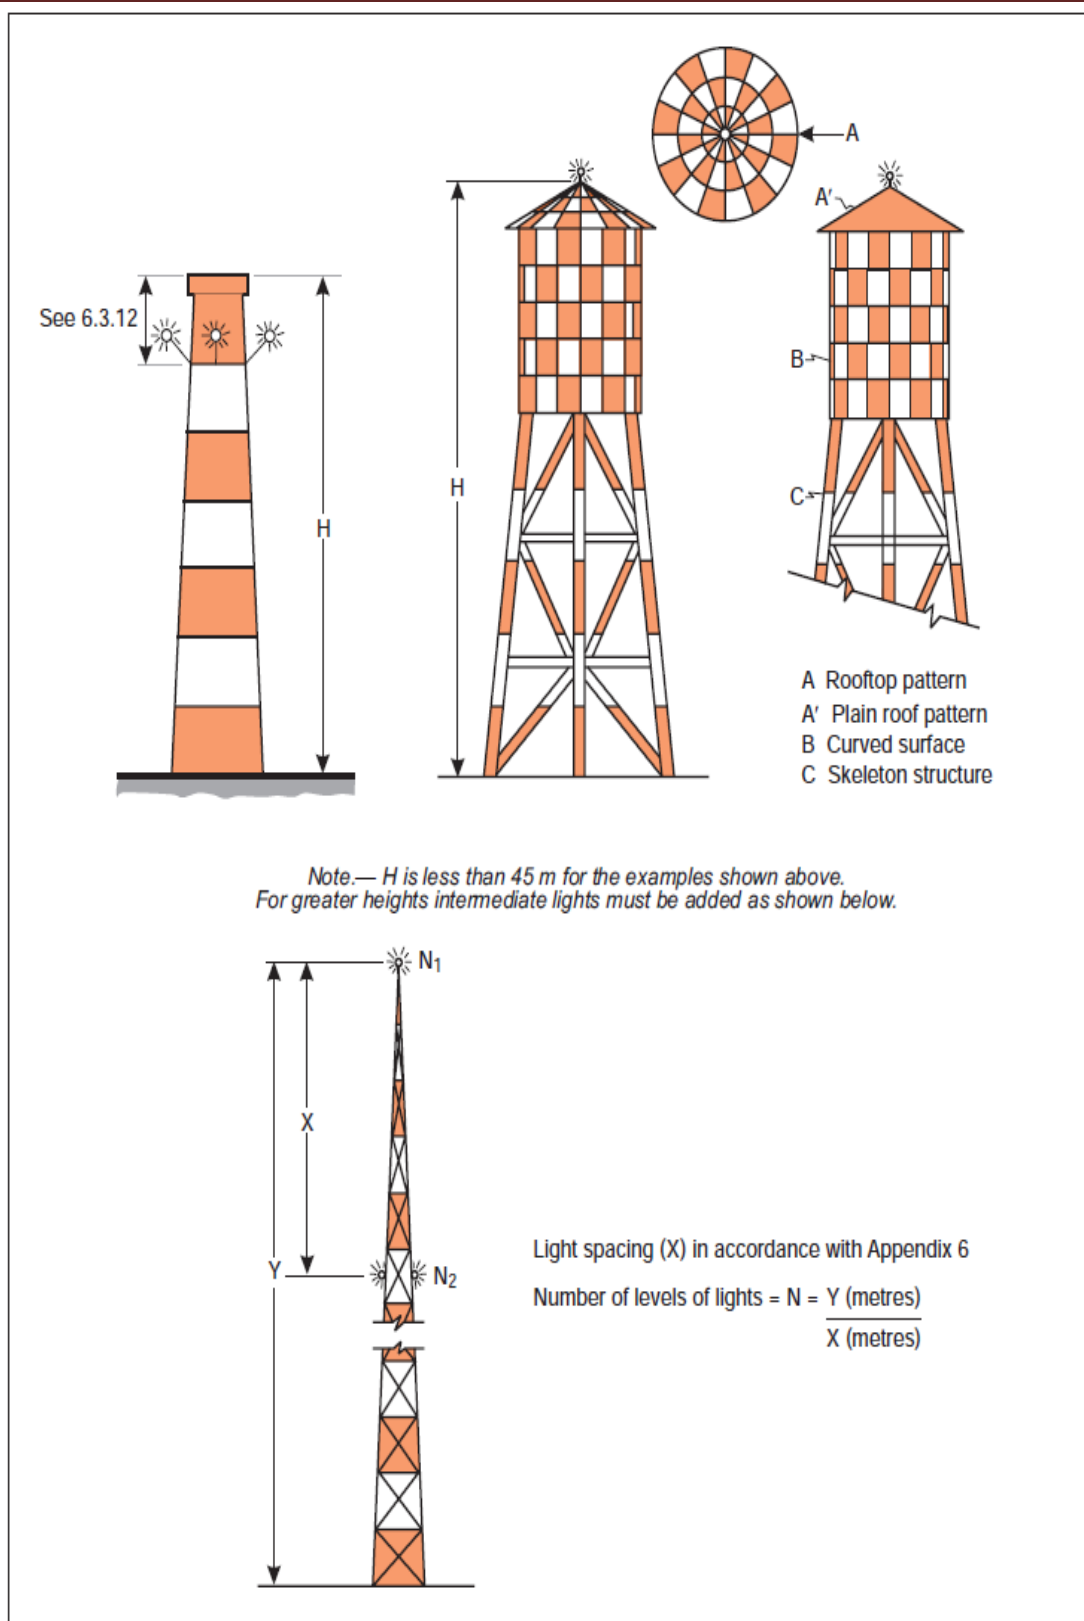 A
A′
See 6.3.12
B
H
C
H
A Rooftop pattern
A′ Plain roof pattern
B Curved surface
C Skeleton structure
Note.— H is less than 45 m for the examples shown above.
For greater heights intermediate lights must be added as shown below.
N1
X
Light spacing (X) in accordance with Appendix 6
Y
N2
Number of levels of lights = N = Y (metres)
X (metres)